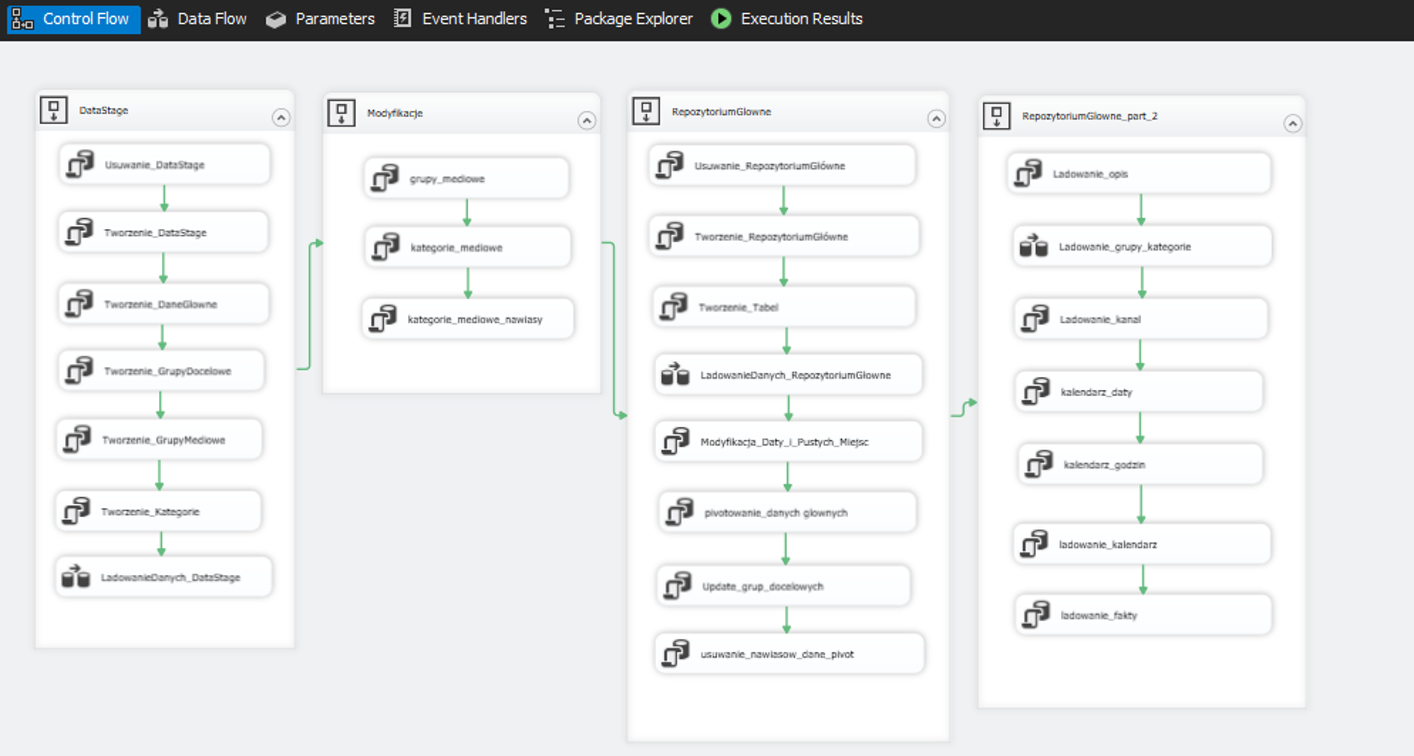 Control Flow
Data Flow
Parameters
Event Handlers
Package Explorer
Execution Results
DataStage
Usuwanie_DataStage
Tworzenie_DataStage
Tworzenie_DaneGlowne
Tworzenie_GrupyDocelowe
Tworzenie_GrupyMediowe
Tworzenie_Kategorie
LadowanieDanych_DataStage
Modyfikacje
grupy_mediowe
kategorie_mediowe
kategorie_mediowe_nawiasy
RepozytoriumGlowne
Usuwanie_RepozytoriumGłówne
Tworzenie_RepozytoriumGłówne
Tworzenie_Tabel
LadowanieDanych_RepozytoriumGlowne
Modyfikacja_Daty_i_Pustych_Miejsc
pivotowanie_danych glownych
Update_grup_docelowych
usuwanie_nawiasow_dane_pivot
RepozytoriumGlowne_part_2
Ladowanie_opis
Ladowanie_grupy_kategorie
Ladowanie_kanal
kalendarz_daty
kalendarz_godzin
ladowanie_kalendarz
ladowanie_fakty